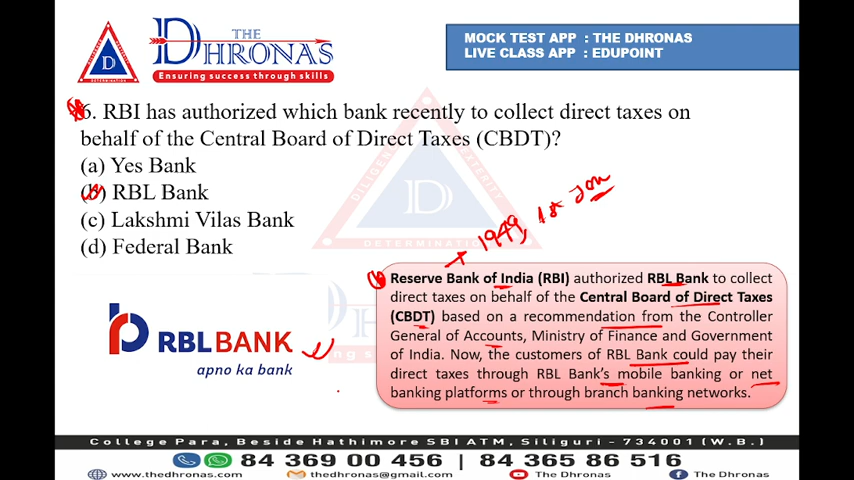 THE
DHRONAS
Ensuring success through skills
D
DETERMINATION
MOCK TEST APP : THE DHRONAS
LIVE CLASS APP : EDUPOINT
6. RBI has authorized which bank recently to collect direct taxes on
behalf of the Central Board of Direct Taxes (CBDT)?
(a) Yes Bank
(b) RBL Bank
(c) Lakshmi Vilas Bank
(d) Federal Bank
D
DETERMINATION
1949, 1st Jan
Reserve Bank of India (RBI) authorized RBL Bank to collect
direct taxes on behalf of the Central Board of Direct Taxes
(CBDT) based on a recommendation from the Controller
General of Accounts, Ministry of Finance and Government
of India. Now, the customers of RBL Bank could pay their
direct taxes through RBL Bank's mobile banking or net
banking platforms or through branch banking networks.
RBLBANK
apno ka bank
College Para, Beside Hathimore SBI ATM, Siliguri - 734001 (W.B.)
84 369 00 456 | 84 365 86 516
www.thedhronas.com
thedhronas@gmail.com
The Dhronas
The Dhronas